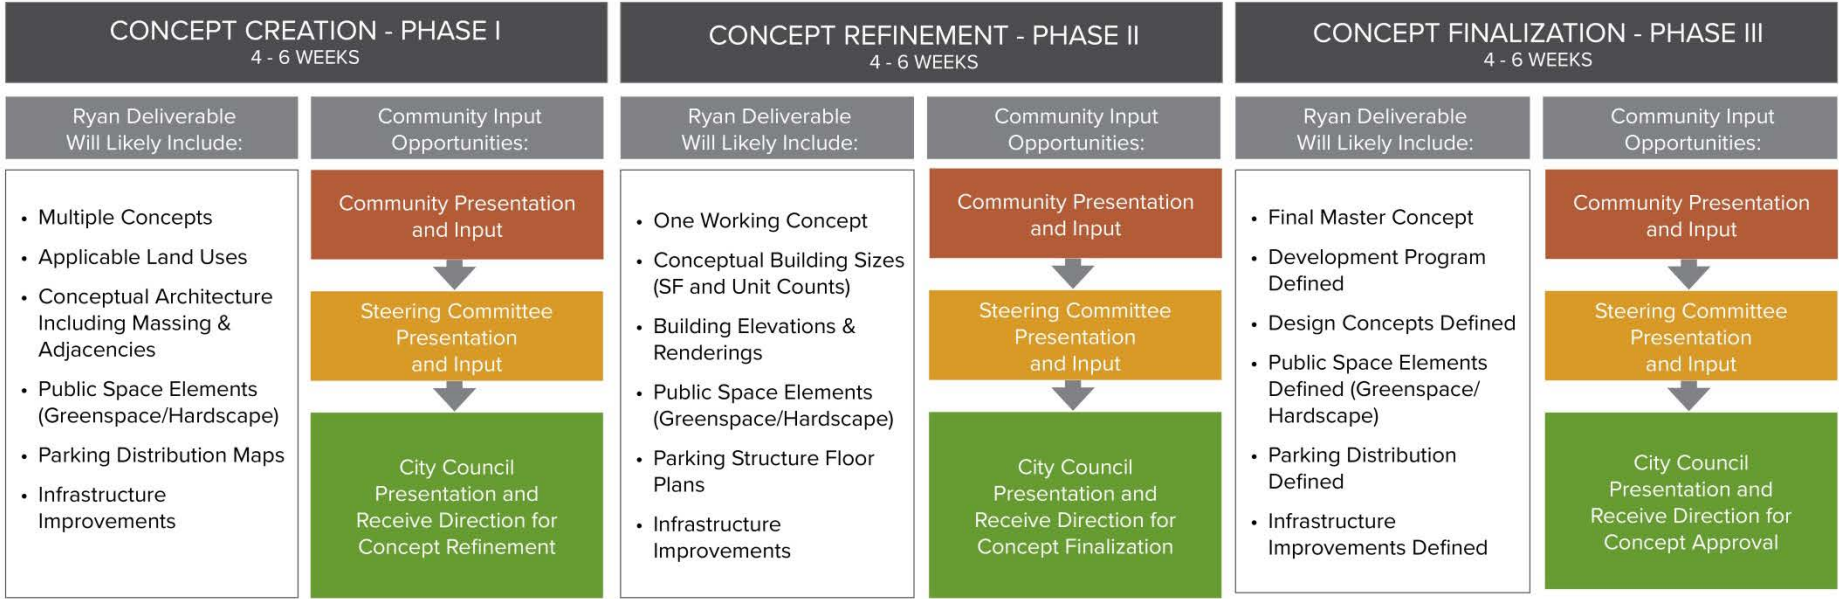 CONCEPT CREATION - PHASE I
4 - 6 WEEKS
Ryan Deliverable
Will Likely Include:
• Multiple Concepts
• Applicable Land Uses
• Conceptual Architecture
Including Massing &
Adjacencies
• Public Space Elements
(Greenspace/Hardscape)
• Parking Distribution Maps
• Infrastructure
Improvements
Community Input
Opportunities:
Community Presentation
and Input
Steering Committee
Presentation
and Input
City Council
Presentation and
Receive Direction for
Concept Refinement
CONCEPT REFINEMENT - PHASE II
4 - 6 WEEKS
Ryan Deliverable
Will Likely Include:
• One Working Concept
• Conceptual Building Sizes
(SF and Unit Counts)
• Building Elevations &
Renderings
• Public Space Elements
(Greenspace/Hardscape)
• Parking Structure Floor
Plans
• Infrastructure
Improvements
Community Input
Opportunities:
Community Presentation
and Input
Steering Committee
Presentation
and Input
City Council
Presentation and
Receive Direction for
Concept Finalization
CONCEPT FINALIZATION - PHASE III
4 - 6 WEEKS
Ryan Deliverable
Will Likely Include:
• Final Master Concept
• Development Program
Defined
• Design Concepts Defined
• Public Space Elements
Defined (Greenspace/
Hardscape)
• Parking Distribution
Defined
• Infrastructure
Improvements Defined
Community Input
Opportunities:
Community Presentation
and Input
Steering Committee
Presentation
and Input
City Council
Presentation and
Receive Direction for
Concept Approval